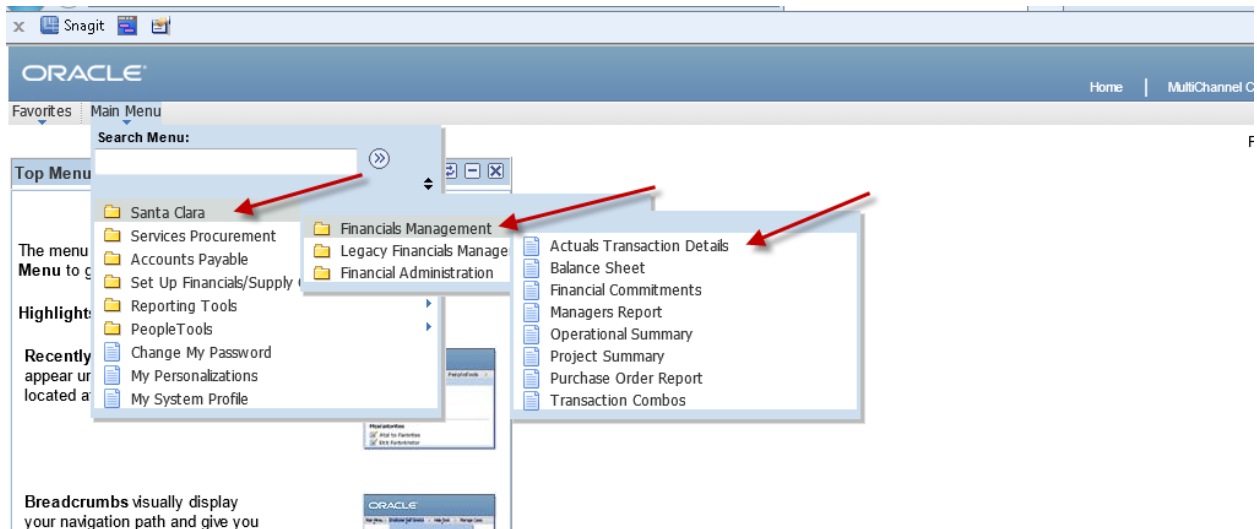 x Snagit
ORACLE
Home | MultiChannel C
Favorites Main Menu
Search Menu:
Top Menu
Santa Clara
Services Procurement
Accounts Payable
Set Up Financials/Supply
Reporting Tools
PeopleTools
Change My Password
My Personalizations
My System Profile
Financials Management
Legacy Financials Manage
Financial Administration
Actuals Transaction Details
Balance Sheet
Financial Commitments
Managers Report
Operational Summary
Project Summary
Purchase Order Report
Transaction Combos
The menu
Menu to g
Highlight
Recently
appear un
located a
Breadcrumbs visually display
your navigation path and give you
ORACLE